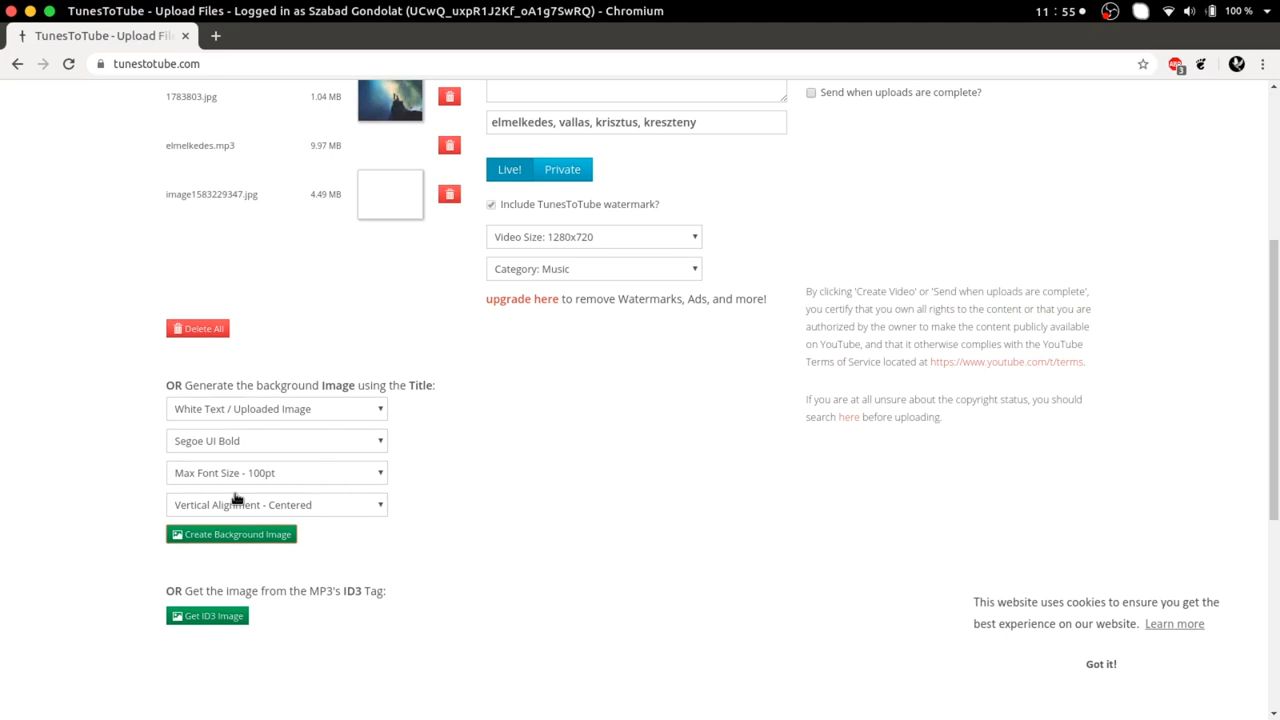 TunesToTube - Upload Files - Logged in as Szabad Gondolat (UCwQ_uxpR1J2Kf_oA1g7SwRQ) - Chromium
11:55
100 %
TunesToTube - Upload File
tunestotube.com
3
1783803.jpg 1.04 MB
elmelkedes.mp3 9.97 MB
image1583229347.jpg 4.49 MB
Delete All
OR Generate the background Image using the Title:
White Text / Uploaded Image
Segoe UI Bold
Max Font Size - 100pt
Vertical Alignment - Centered
Create Background Image
OR Get the image from the MP3's ID3 Tag:
Get ID3 Image
elmelkedes, vallas, krisztus, kreszteny
Live! Private
Include TunesToTube watermark?
Video Size: 1280x720
Category: Music
upgrade here to remove Watermarks, Ads, and more!
Send when uploads are complete?
By clicking 'Create Video' or 'Send when uploads are complete',
you certify that you own all rights to the content or that you are
authorized by the owner to make the content publicly available
on YouTube, and that it otherwise complies with the YouTube
Terms of Service located at https://www.youtube.com/t/terms.
If you are at all unsure about the copyright status, you should
search here before uploading.
This website uses cookies to ensure you get the
best experience on our website. Learn more
Got it!